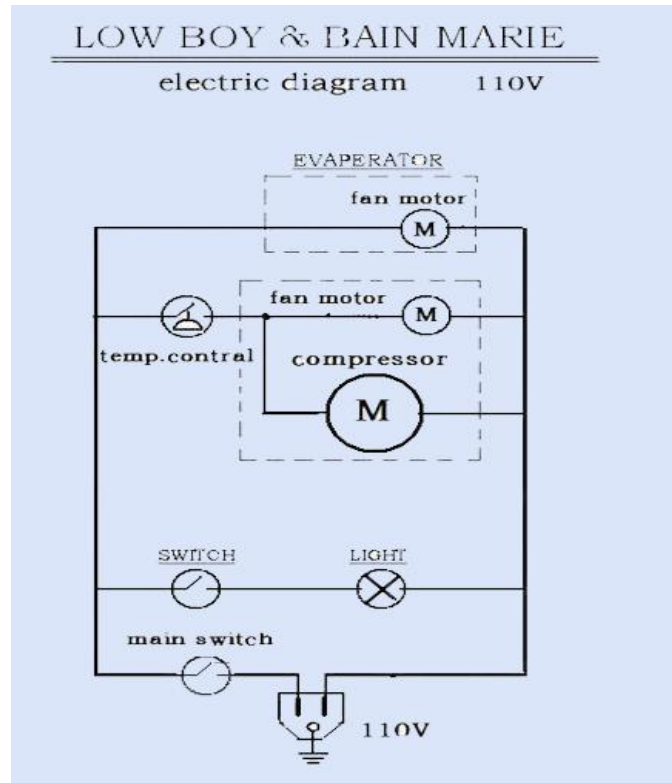 LOW BOY & BAIN MARIE
electric diagram 110V
EVAPERATOR
fan motor
M
fan motor
M
temp.contral
compressor
M
SWITCH
LIGHT
main switch
110V